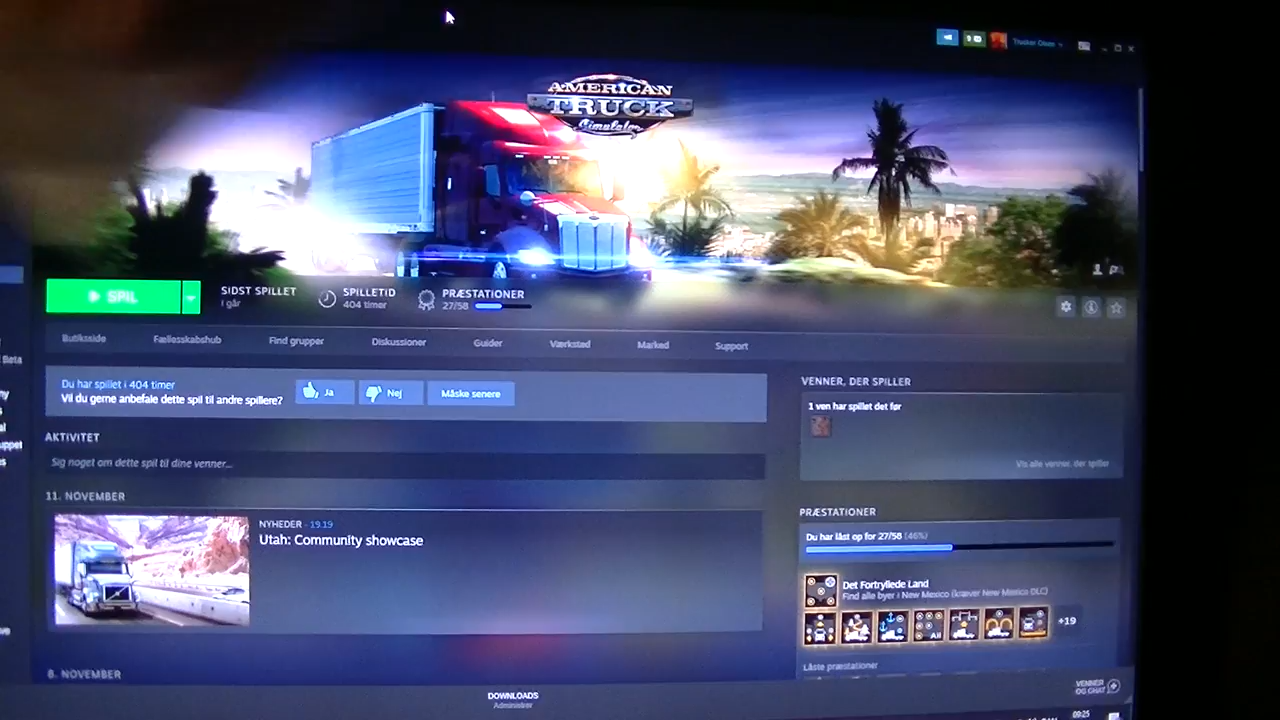 Trucker Olsen
AMERICAN
TRUCK
Simulator
SPIL
SIDST SPILLET
I går
SPILLETID
404 timer
PRÆSTATIONER
27/58
Butiksside
Fællesskabshub
Find grupper
Diskussioner
Guider
Værksted
Marked
Support
Beta
Du har spillet i 404 timer
Vil du gerne anbefale dette spil til andre spillere?
Ja
Nej
Måske senere
VENNER, DER SPILLER
1 ven har spillet det før
Vis alle venner, der spiller
AKTIVITET
Sig noget om dette spil til dine venner...
11. NOVEMBER
NYHEDER - 19.19
Utah: Community showcase
PRÆSTATIONER
Du har låst op for 27/58 (46%)
Det Fortryllede Land
Find alle byer i New Mexico (kræver New Mexico DLC)
All
+19
Låste præstationer
8. NOVEMBER
DOWNLOADS
Administrer
VENNER
OG CHAT
09:25